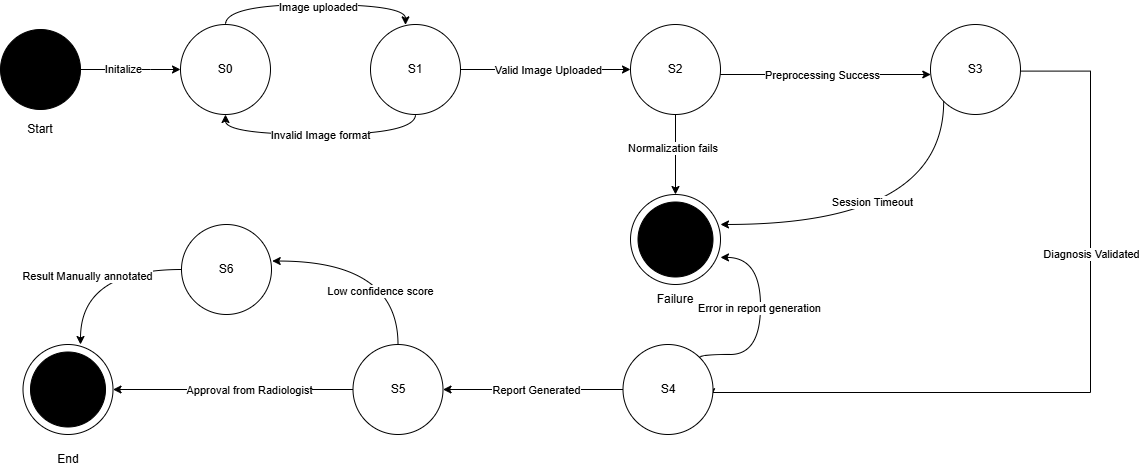 Image uploaded
Initalize
S0
S1
Valid Image Uploaded
S2
Preprocessing Success
S3
Start
Invalid Image format
Normalization fails
Session Timeout
Diagnosis Validated
S6
Result Manually annotated
Low confidence score
Failure
Error in report generation
Approval from Radiologist
S5
Report Generated
S4
End